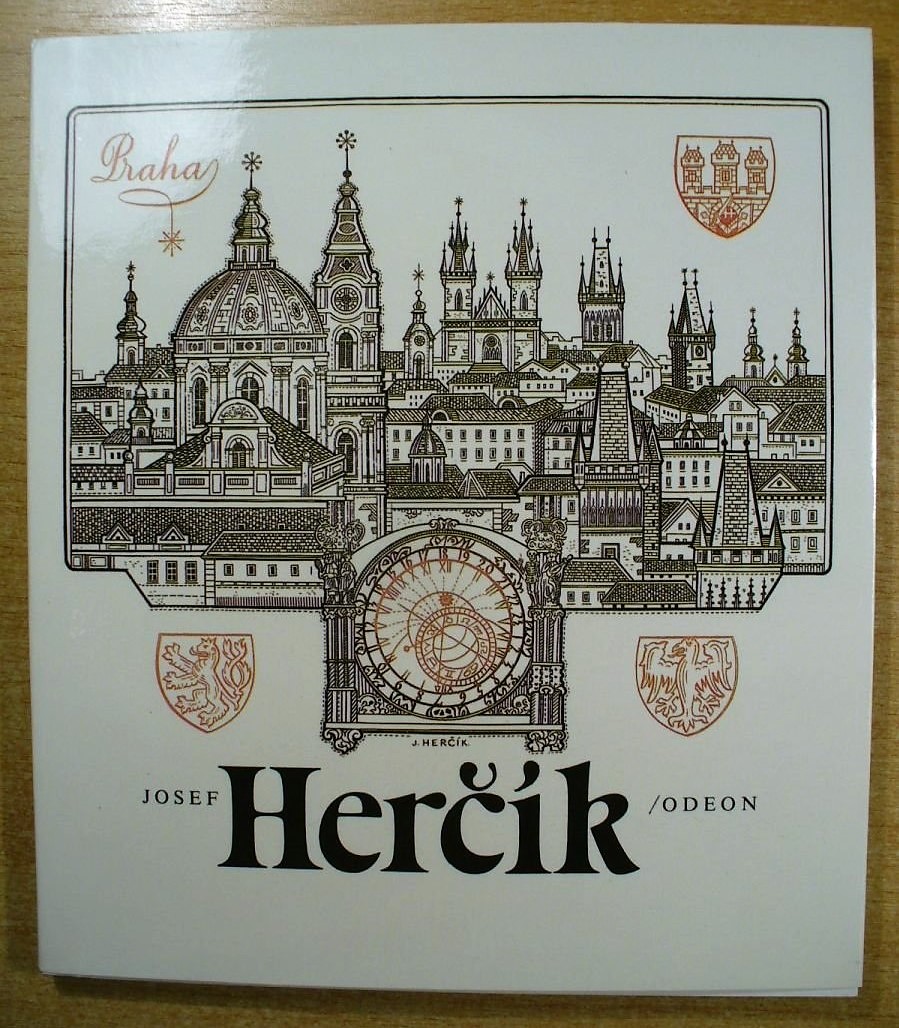 Praha
J. HERČÍK
JOSEF Herčík /ODEON